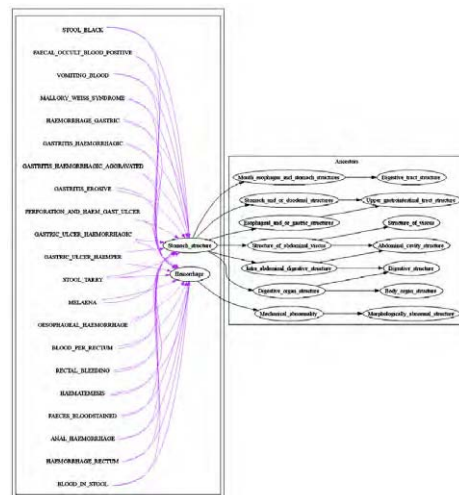 STOOL_BLACK
FAECAL_OCCULT_BLOOD_POSITIVE
VOMITING_BLOOD
MALLORY_WEISS_SYNDROME
HAEMORRHAGE_GASTRIC
GASTRITIS_HAEMORRHAGIC
GASTRITIS_HAEMORRHAGIC_AGGRAVATED
GASTRITIS_EROSIVE
PERFORATION_AND_HAEM_GAST_ULCER
GASTRIC_ULCER_HAEMORRHAGIC
GASTRIC_ULCER_HAEMPER
STOOL_TARRY
MELAENA
OESOPHAGEAL_HAEMORRHAGE
BLOOD_PER_RECTUM
RECTAL_BLEEDING
HAEMATEMESIS
FAECES_BLOODSTAINED
ANAL_HAEMORRHAGE
HAEMORRHAGE_RECTUM
BLOOD_IN_STOOL
Stomach_structure
Hemorrhage
Ancestors
Mouth_esophagus_and_stomach_structures
Stomach_and_or_duodenal_structures
Esophageal_and_or_gastric_structures
Structure_of_abdominal_viscus
Intra_abdominal_digestive_structure
Digestive_organ_structure
Mechanical_abnormality
Digestive_tract_structure
Upper_gastrointestinal_tract_structure
Structure_of_viscus
Abdominal_cavity_structure
Digestive_structure
Body_organ_structure
Morphologically_abnormal_structure